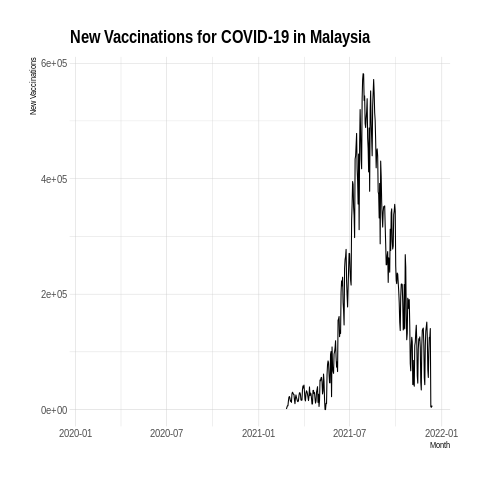 New Vaccinations for COVID-19 in Malaysia
New Vaccinations
6e+05
4e+05
2e+05
0e+00
2020-01 2020-07 2021-01 2021-07 2022-01
Month